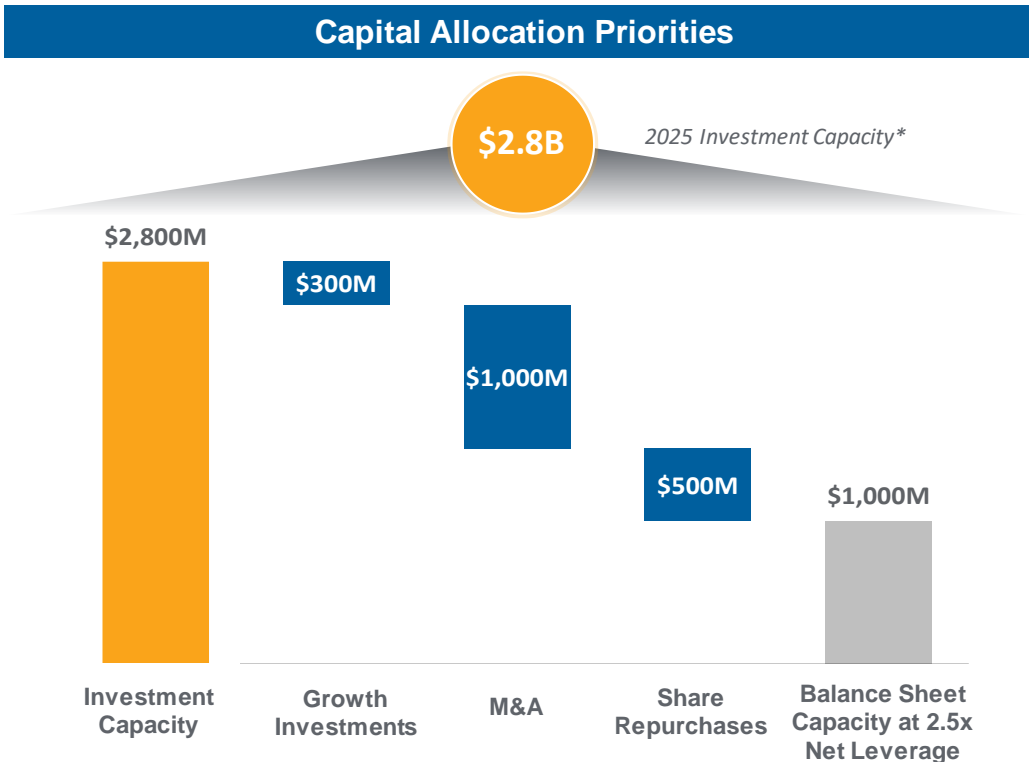 Capital Allocation Priorities
$2.8B
2025 Investment Capacity*
$2,800M
$300M
$1,000M
$500M
$1,000M
Investment
Capacity
Growth
Investments
M&A
Share
Repurchases
Balance Sheet
Capacity at 2.5x
Net Leverage